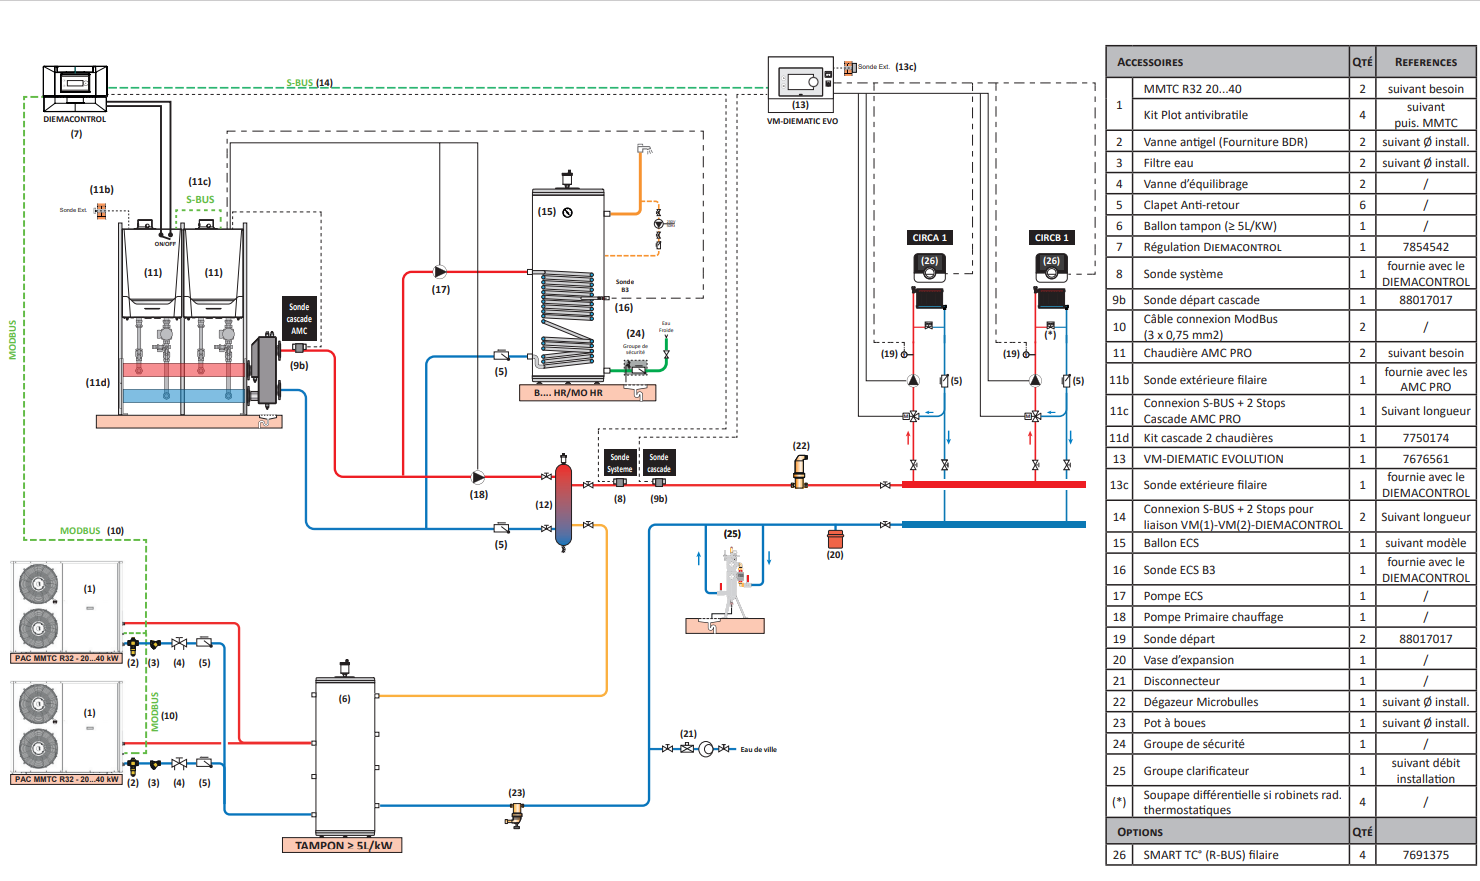 S-BUS (14)
Sonde Ext.
(13c)
DIEMACONTROL
(7)
(13)
VM-DIEMATIC EVO
MODBUS
(11b)
Sonde Ext.
(11c)
S-BUS
ON/OFF
(11)
(11)
(11d)
Sonde
cascade
AMC
(9b)
(17)
(15)
Sonde
B3
(16)
Eau
Froide
(24)
Groupe de
sécurité
(5)
B.... HR/MO HR
CIRCA 1
(26)
CIRCB 1
(26)
(*)
(19)
(5)
(19)
(5)
M
M
(18)
(5)
(12)
Sonde
Systeme
(8)
Sonde
cascade
(9b)
(22)
(25)
(20)
MODBUS (10)
(1)
PAC MMTC R32 - 20...40 kW
(2)
(3)
(4)
(5)
MODBUS
(10)
(1)
PAC MMTC R32 - 20...40 kW
(2)
(3)
(4)
(5)
(6)
TAMPON > 5L/kW
(23)
(21)
Eau de ville
ACCESSOIRES QTÉ REFERENCES
1 MMTC R32 20...40 2 suivant besoin
Kit Plot antivibratile 4 suivant
puis. MMTC
2 Vanne antigel (Fourniture BDR) 2 suivant Ø install.
3 Filtre eau 2 suivant Ø install.
4 Vanne d'équilibrage 2 /
5 Clapet Anti-retour 6 /
6 Ballon tampon (≥ 5L/KW) 1 /
7 Régulation DIEMACONTROL 1 7854542
8 Sonde système 1 fournie avec le
DIEMACONTROL
9b Sonde départ cascade 1 88017017
10 Câble connexion ModBus
(3 x 0,75 mm2) 2 /
11 Chaudière AMC PRO 2 suivant besoin
11b Sonde extérieure filaire 1 fournie avec les
AMC PRO
11c Connexion S-BUS + 2 Stops
Cascade AMC PRO 1 Suivant longueur
11d Kit cascade 2 chaudières 1 7750174
13 VM-DIEMATIC EVOLUTION 1 7676561
13c Sonde extérieure filaire 1 fournie avec le
DIEMACONTROL
14 Connexion S-BUS + 2 Stops pour
liaison VM(1)-VM(2)-DIEMACONTROL 2 Suivant longueur
15 Ballon ECS 1 suivant modèle
16 Sonde ECS B3 1 fournie avec le
DIEMACONTROL
17 Pompe ECS 1 /
18 Pompe Primaire chauffage 1 /
19 Sonde départ 2 88017017
20 Vase d'expansion 1 /
21 Disconnecteur 1 /
22 Dégazeur Microbulles 1 suivant Ø install.
23 Pot à boues 1 suivant Ø install.
24 Groupe de sécurité 1 /
25 Groupe clarificateur 1 suivant débit
installation
(*) Soupape différentielle si robinets rad.
thermostatiques 4 /
OPTIONS QTÉ
26 SMART TC° (R-BUS) filaire 4 7691375